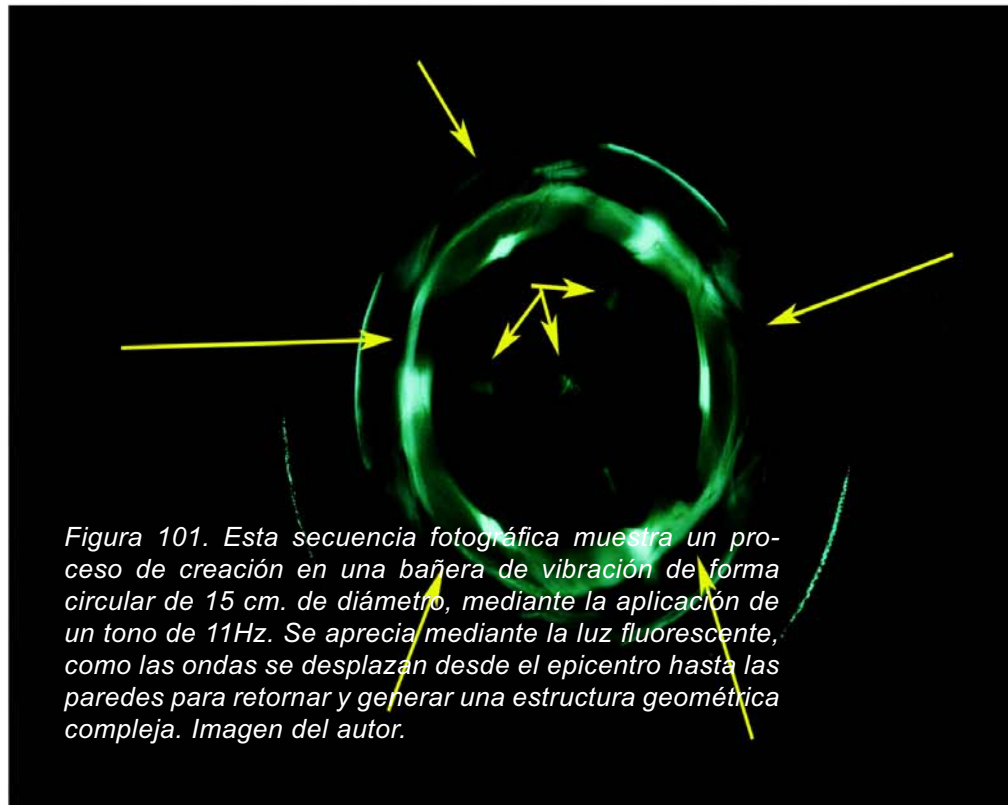 Figura 101. Esta secuencia fotográfica muestra un pro-
ceso de creación en una bañera de vibración de forma
circular de 15 cm. de diámetro, mediante la aplicación de
un tono de 11Hz. Se aprecia mediante la luz fluorescente,
como las ondas se desplazan desde el epicentro hasta las
paredes para retornar y generar una estructura geométrica
compleja. Imagen del autor.